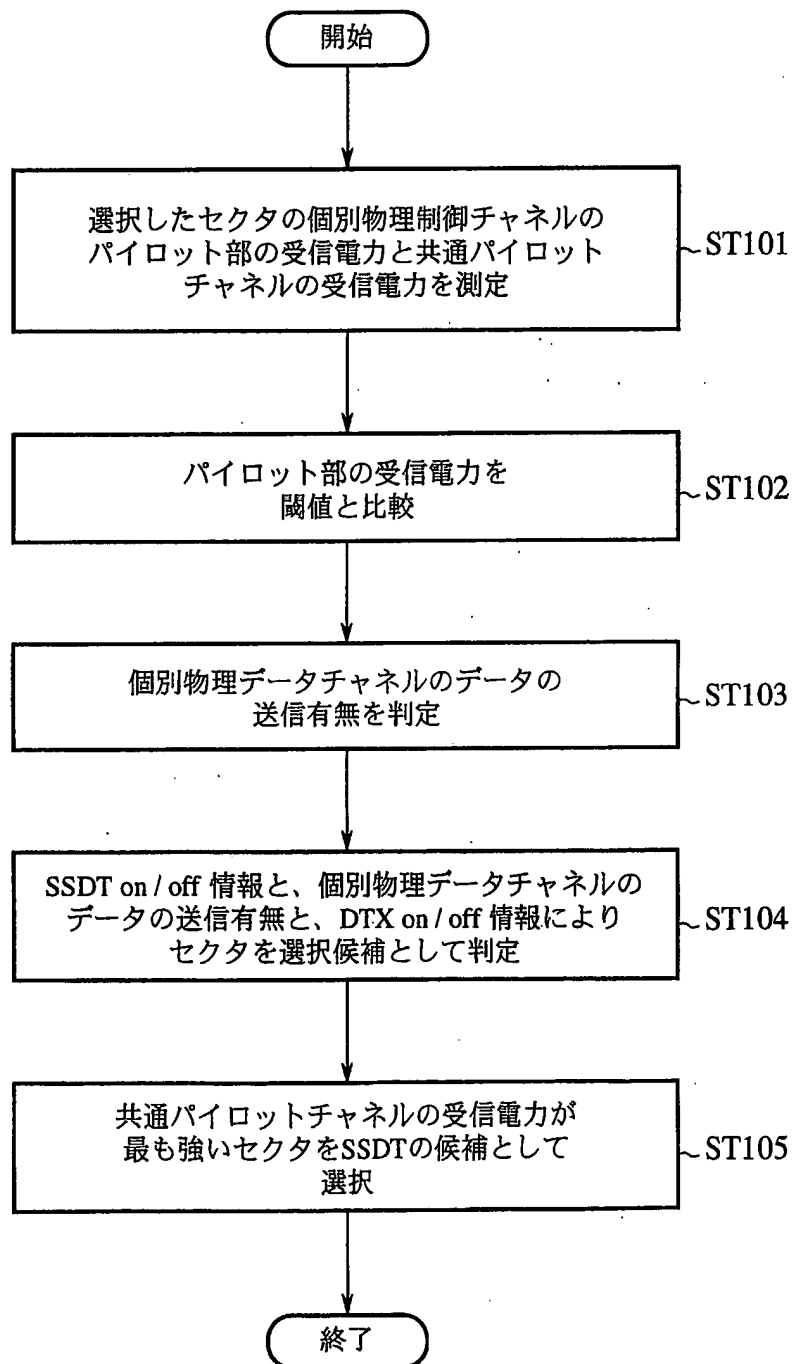 開始
選択したセクタの個別物理制御チャネルの
パイロット部の受信電力と共通パイロット
チャネルの受信電力を測定
ST101
パイロット部の受信電力を
閾値と比較
ST102
個別物理データチャネルのデータの
送信有無を判定
ST103
SSDT on / off 情報と、個別物理データチャネルの
データの送信有無と、DTX on / off 情報により
セクタを選択候補として判定
ST104
共通パイロットチャネルの受信電力が
最も強いセクタをSSDTの候補として
選択
ST105
終了